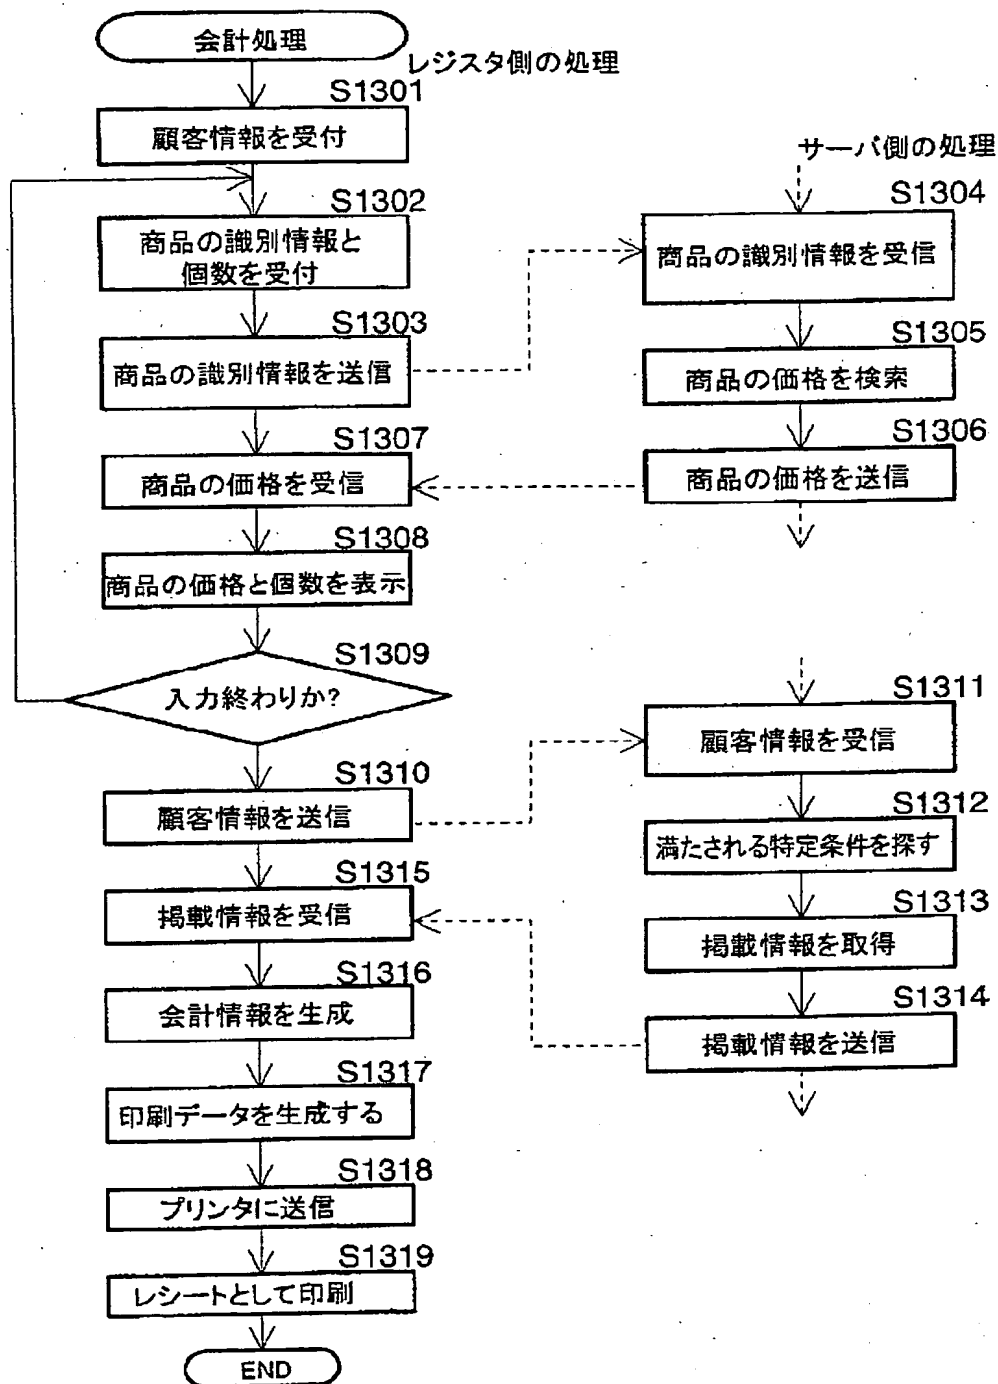 会計処理
レジスタ側の処理
S1301
顧客情報を受付
S1302
商品の識別情報と
個数を受付
S1303
商品の識別情報を送信
S1307
商品の価格を受信
S1308
商品の価格と個数を表示
S1309
入力終わりか?
S1310
顧客情報を送信
S1315
掲載情報を受信
S1316
会計情報を生成
S1317
印刷データを生成する
S1318
プリンタに送信
S1319
レシートとして印刷
END
サーバ側の処理
S1304
商品の識別情報を受信
S1305
商品の価格を検索
S1306
商品の価格を送信
S1311
顧客情報を受信
S1312
満たされる特定条件を探す
S1313
掲載情報を取得
S1314
掲載情報を送信